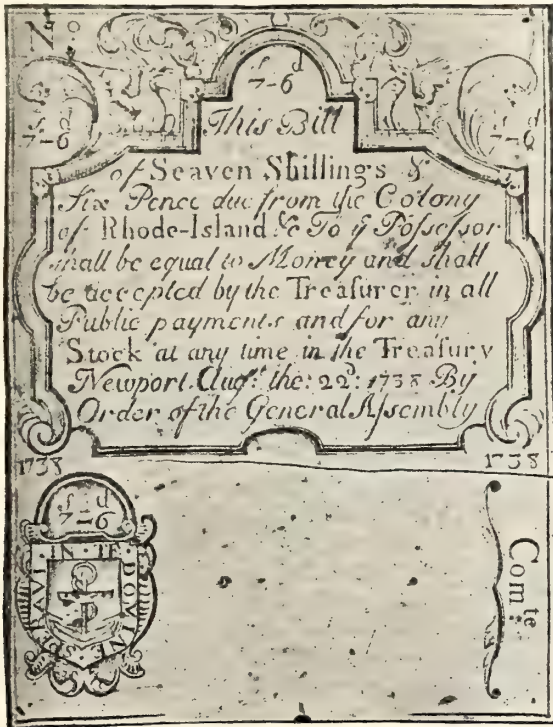 No:
s d
7-6
s d
7-6
s d
7-6
This Bill
of Seaven Shillings &
Six Pence due from the Colony
of Rhode-Island &c To ye Poſseſsor
shall be equal to Money and shall
be accepted by the Treaſurer in all
Public payments and for any
Stock at any time in the Treaſury
Newport Augt. the: 22d: 1738 By
Order of the General Aſsembly
1738
1738
s d
7-6
IN TE DOMINE SPERAVI
Comte.